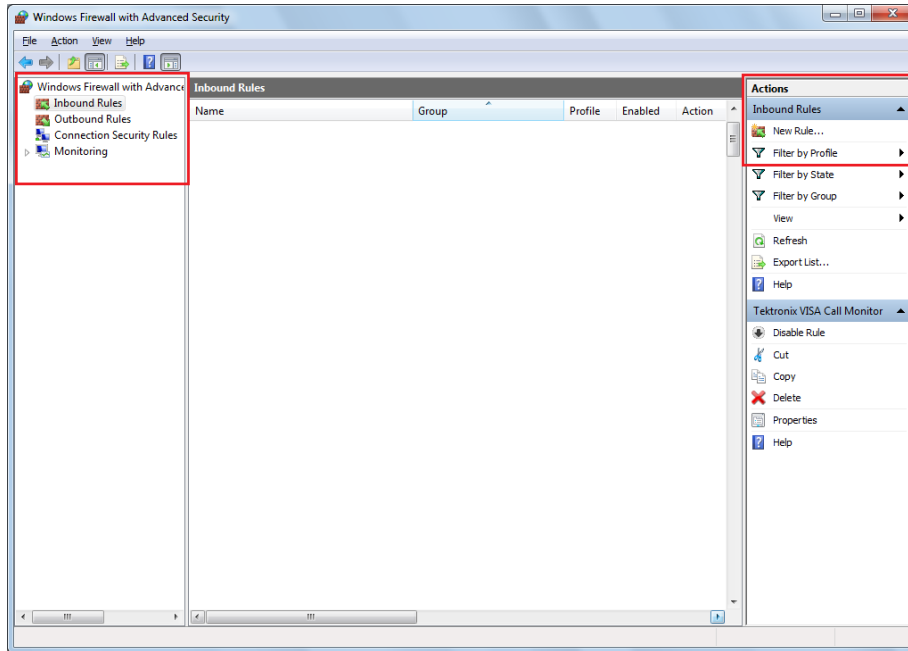 Windows Firewall with Advanced Security
File Action View Help
Windows Firewall with Advance
Inbound Rules
Outbound Rules
Connection Security Rules
Monitoring
Inbound Rules
Name Group Profile Enabled Action
Actions
Inbound Rules
New Rule...
Filter by Profile
Filter by State
Filter by Group
View
Refresh
Export List...
Help
Tektronix VISA Call Monitor
Disable Rule
Cut
Copy
Delete
Properties
Help